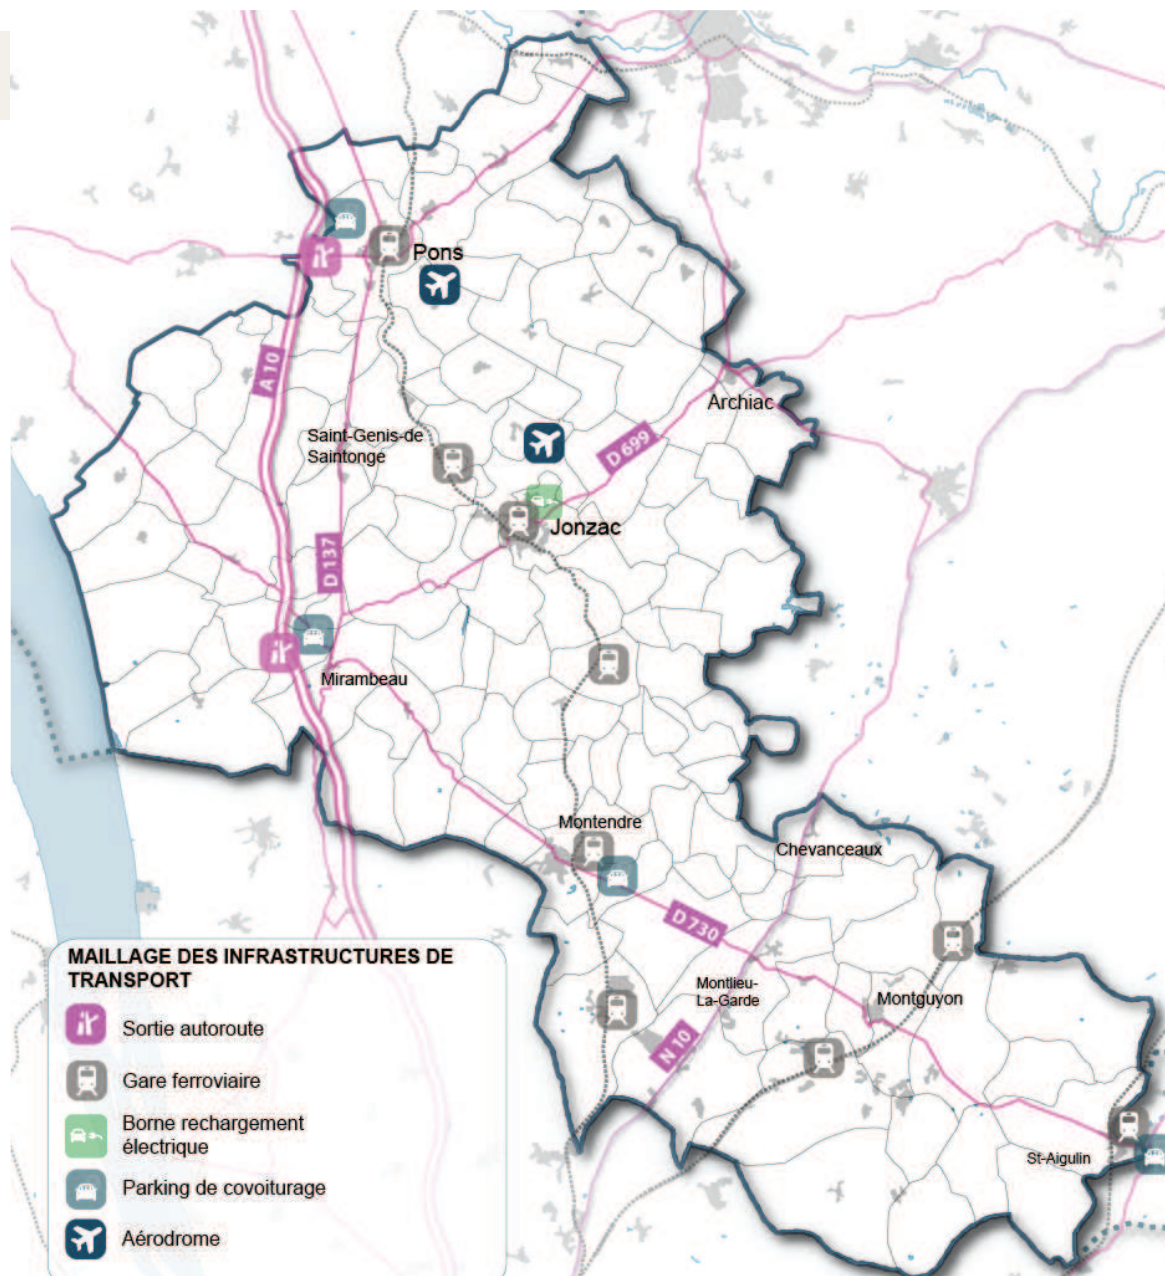 Pons
A 10
Archiac
Saint-Genis-de
Saintonge
D 699
Jonzac
D 137
Mirambeau
Montendre
Chevanceaux
D 730
Montlieu-
La-Garde
Montguyon
N 10
St-Aigulin
MAILLAGE DES INFRASTRUCTURES DE
TRANSPORT
Sortie autoroute
Gare ferroviaire
Borne rechargement
électrique
Parking de covoiturage
Aérodrome